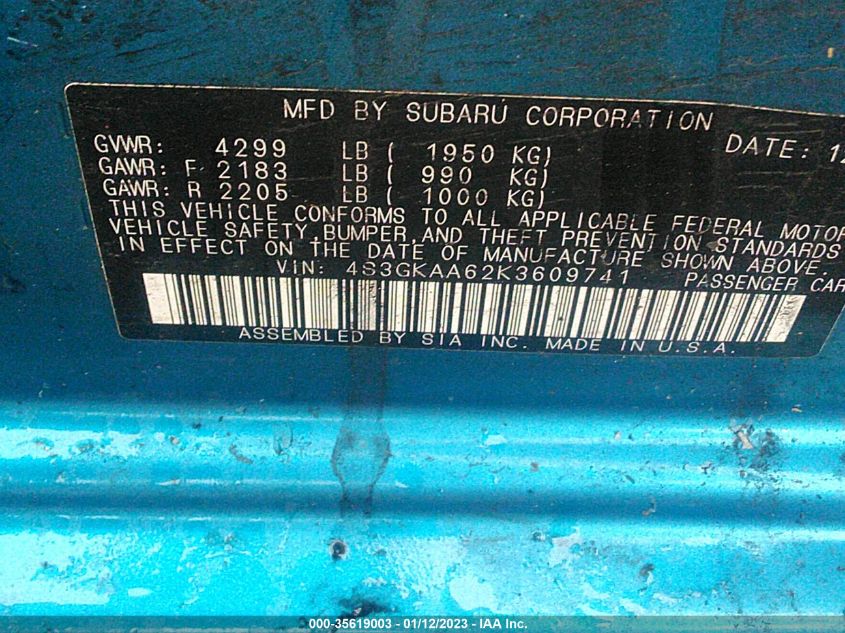 MFD BY SUBARU CORPORATION
GVWR: 4299 LB ( 1950 KG) DATE: 12
GAWR: F 2183 LB ( 990 KG)
GAWR: R 2205 LB ( 1000 KG)
THIS VEHICLE CONFORMS TO ALL APPLICABLE FEDERAL MOTOR
VEHICLE SAFETY, BUMPER, AND THEFT PREVENTION STANDARDS
IN EFFECT ON THE DATE OF MANUFACTURE SHOWN ABOVE.
VIN: 4S3GKAA62K3609741 PASSENGER CAR
ASSEMBLED BY SIA INC. MADE IN U.S.A.
000-35619003 - 01/12/2023 - IAA Inc.